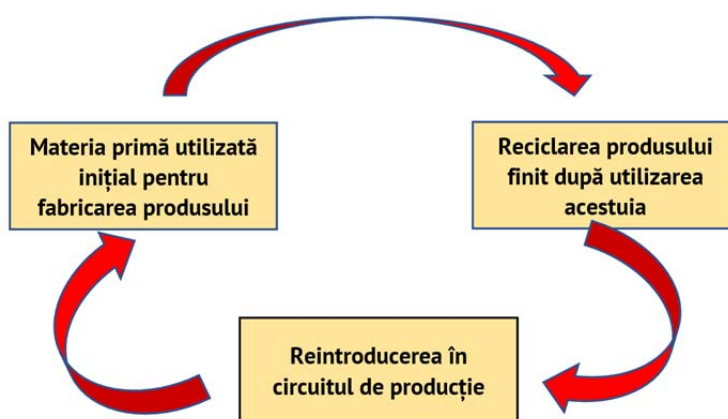 Materia primă utilizată
inițial pentru
fabricarea produsului
Reciclarea produsului
finit după utilizarea
acestuia
Reintroducerea în
circuitul de producție